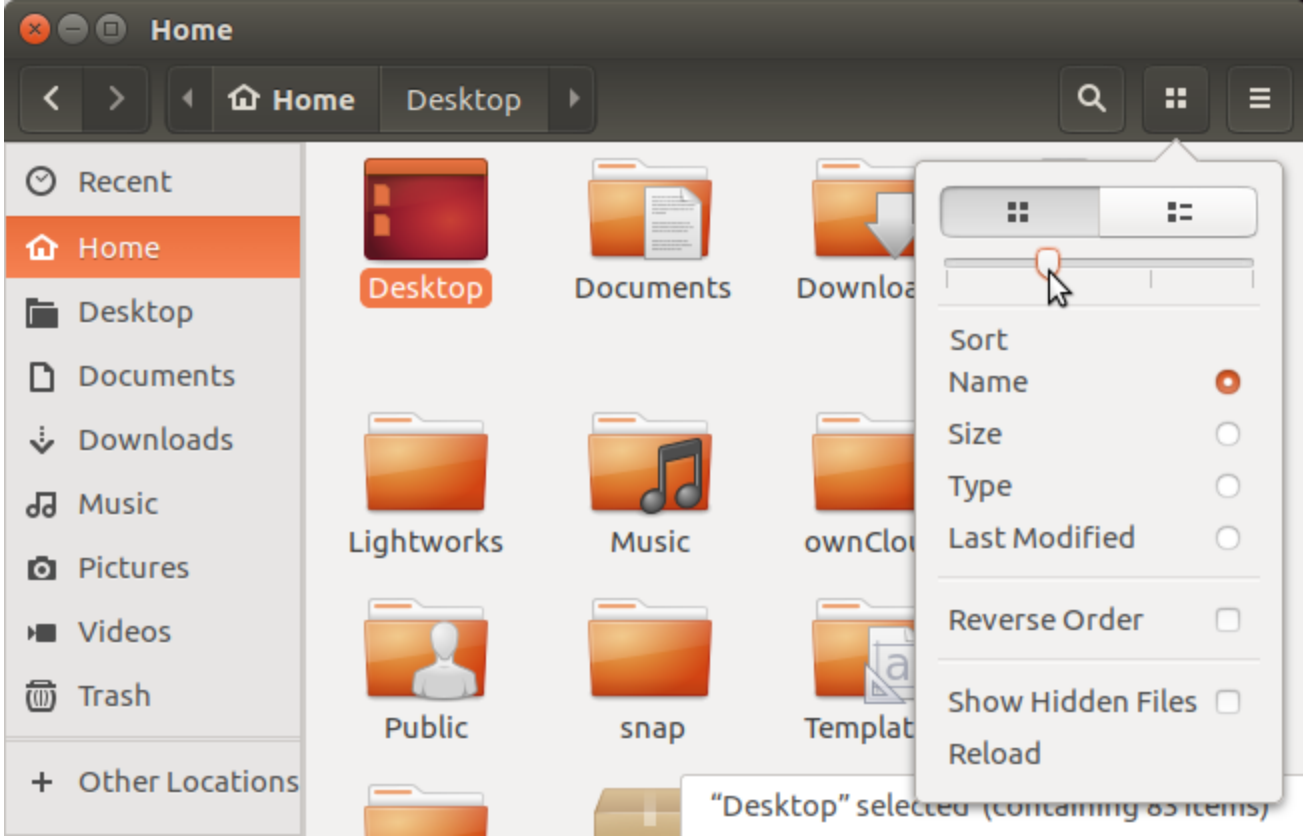 Home
Home Desktop
Recent
Home
Desktop
Documents
Downloads
Music
Pictures
Videos
Trash
Other Locations
Desktop
Documents
Lightworks
Music
Public
snap
Sort
Name
Size
Type
Last Modified
Reverse Order
Show Hidden Files
Reload
“Desktop” selected (containing 83 items)